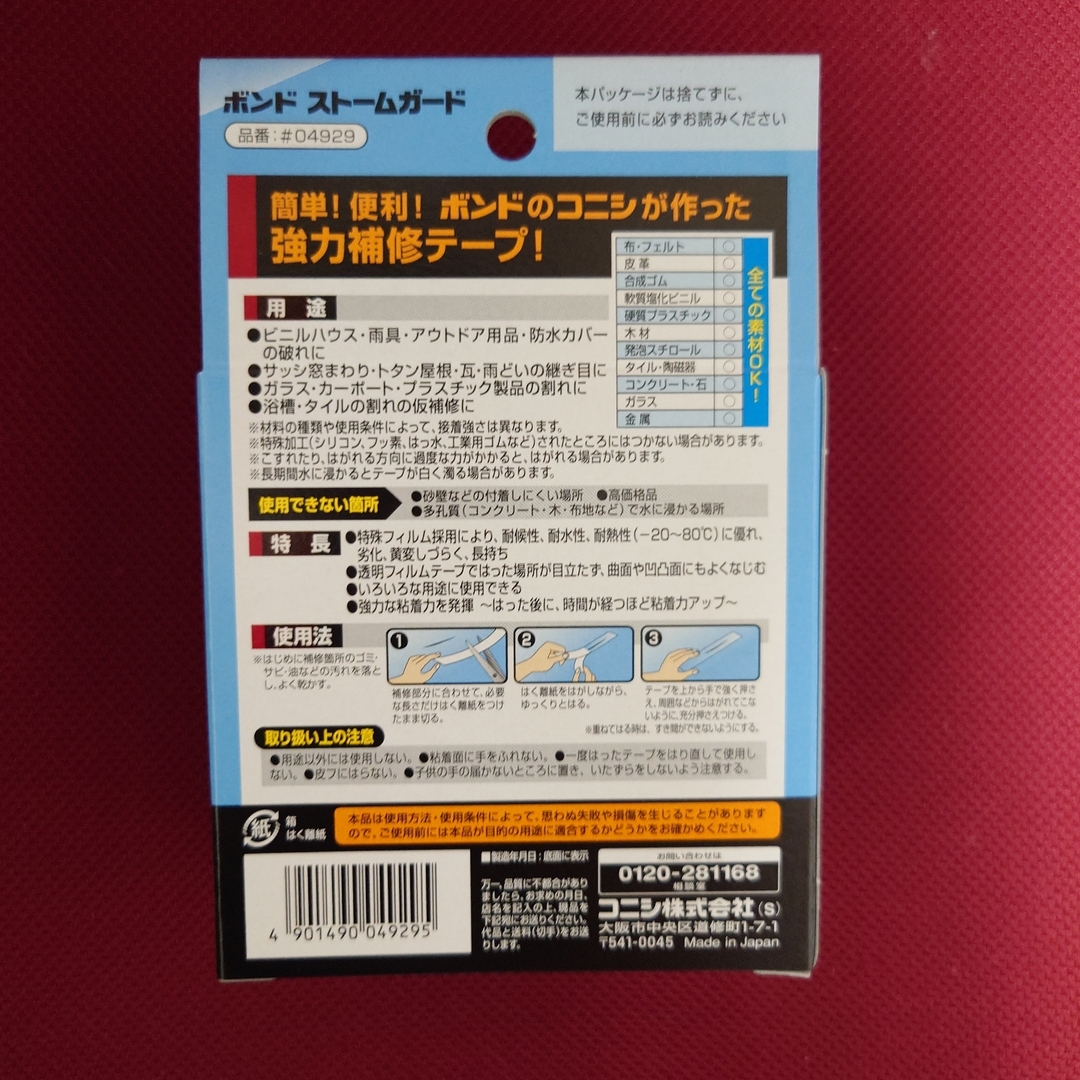 ボンド ストームガード
品番：#04929
本パッケージは捨てずに、
ご使用前に必ずお読みください
簡単！便利！ ボンドのコニシが作った
強力補修テープ！
布・フェルト ○
皮革 ○
合成ゴム ○
軟質塩化ビニル ○
硬質プラスチック ○
木材 ○
発泡スチロール ○
タイル・陶磁器 ○
コンクリート・石 ○
ガラス ○
金属 ○
全ての素材OK！
用途
●ビニルハウス・雨具・アウトドア用品・防水カバー
の破れに
●サッシ窓まわり・トタン屋根・瓦・雨どいの継ぎ目に
●ガラス・カーポート・プラスチック製品の割れに
●浴槽・タイルの割れの仮補修に
※材料の種類や使用条件によって、接着強さは異なります。
※特殊加工（シリコン、フッ素、はっ水、工業用ゴムなど）されたところにはつかない場合があります。
※こすれたり、はがれる方向に過度な力がかかると、はがれる場合があります。
※長期間水に浸かるとテープが白く濁る場合があります。
使用できない箇所
●砂壁などの付着しにくい場所 ●高価格品
●多孔質（コンクリート・木・布地など）で水に浸かる場所
特長
●特殊フィルム採用により、耐候性、耐水性、耐熱性（−20〜80℃）に優れ、
劣化、黄変しづらく、長持ち
●透明フィルムテープではった場所が目立たず、曲面や凹凸面にもよくなじむ
●いろいろな用途に使用できる
●強力な粘着力を発揮 〜はった後に、時間が経つほど粘着力アップ〜
使用法
※はじめに補修箇所のゴミ・
サビ・油などの汚れを落と
し、よく乾かす。
1
補修部分に合わせて、必要
な長さだけはく離紙をつけ
たまま切る。
2
はく離紙をはがしながら、
ゆっくりとはる。
3
テープを上から手で強く押さ
え、周囲などからはがれてこな
いように、充分押さえつける。
※重ねてはる時は、すき間ができないようにする。
取り扱い上の注意
●用途以外には使用しない。●粘着面に手をふれない。●一度はったテープをはり直して使用し
ない。●皮フにはらない。●子供の手の届かないところに置き、いたずらをしないよう注意する。
紙
箱
はく離紙
本品は使用方法・使用条件によって、思わぬ失敗や損傷を生じることがあります
ので、ご使用前には本品が目的の用途に適合するかどうかをお確かめください。
4 901490 049295
■製造年月日：底面に表示
万一、品質に不都合があり
ましたら、お求めの月日、
店名を記入の上、現品を
下記宛にお送りください。
代品と送料（切手）をお送
りします。
お問い合わせは
0120-281168
相談室
コニシ株式会社（S）
大阪市中央区道修町1-7-1
〒541-0045 Made in Japan